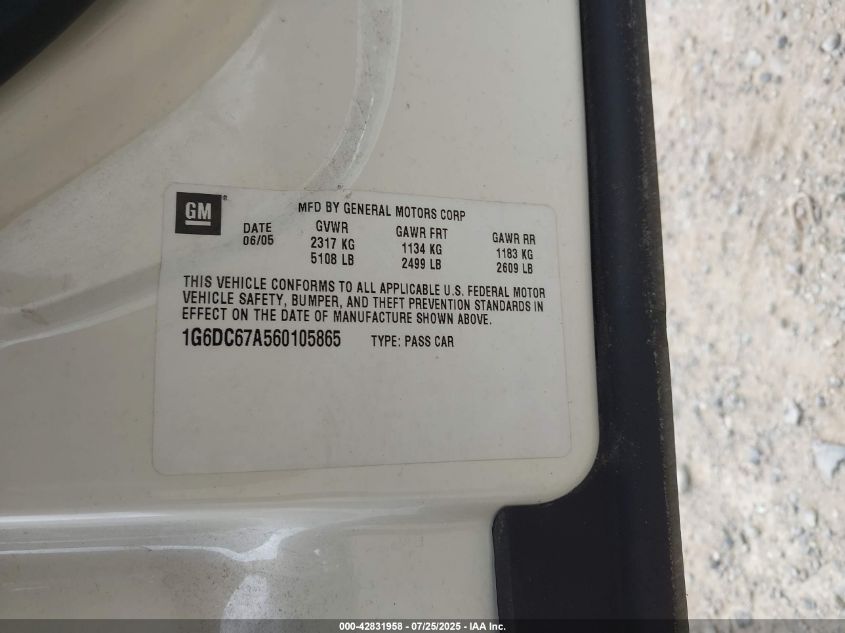 GM®
MFD BY GENERAL MOTORS CORP
DATE GVWR GAWR FRT GAWR RR
06/05 2317 KG 1134 KG 1183 KG
5108 LB 2499 LB 2609 LB
THIS VEHICLE CONFORMS TO ALL APPLICABLE U.S. FEDERAL MOTOR
VEHICLE SAFETY, BUMPER, AND THEFT PREVENTION STANDARDS IN
EFFECT ON THE DATE OF MANUFACTURE SHOWN ABOVE.
1G6DC67A560105865 TYPE: PASS CAR
000-42831958 - 07/25/2025 - IAA Inc.